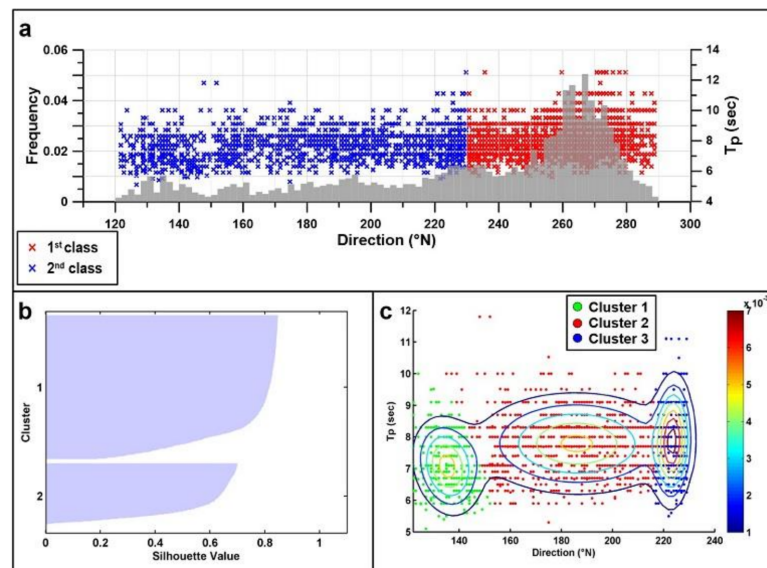 a
0.06
0.04
0.02
0
Frequency
14
12
10
8
6
4
Tp (sec)
100 120 140 160 180 200 220 240 260 280 300
Direction (°N)
× 1st class
× 2nd class
b
Cluster
1
2
0 0.2 0.4 0.6 0.8 1
Silhouette Value
c
Cluster 1
Cluster 2
Cluster 3
12
11
10
9
8
7
6
5
Tp (sec)
140 160 180 200 220 240
Direction (°N)
x 10-3
7
6
5
4
3
2
1